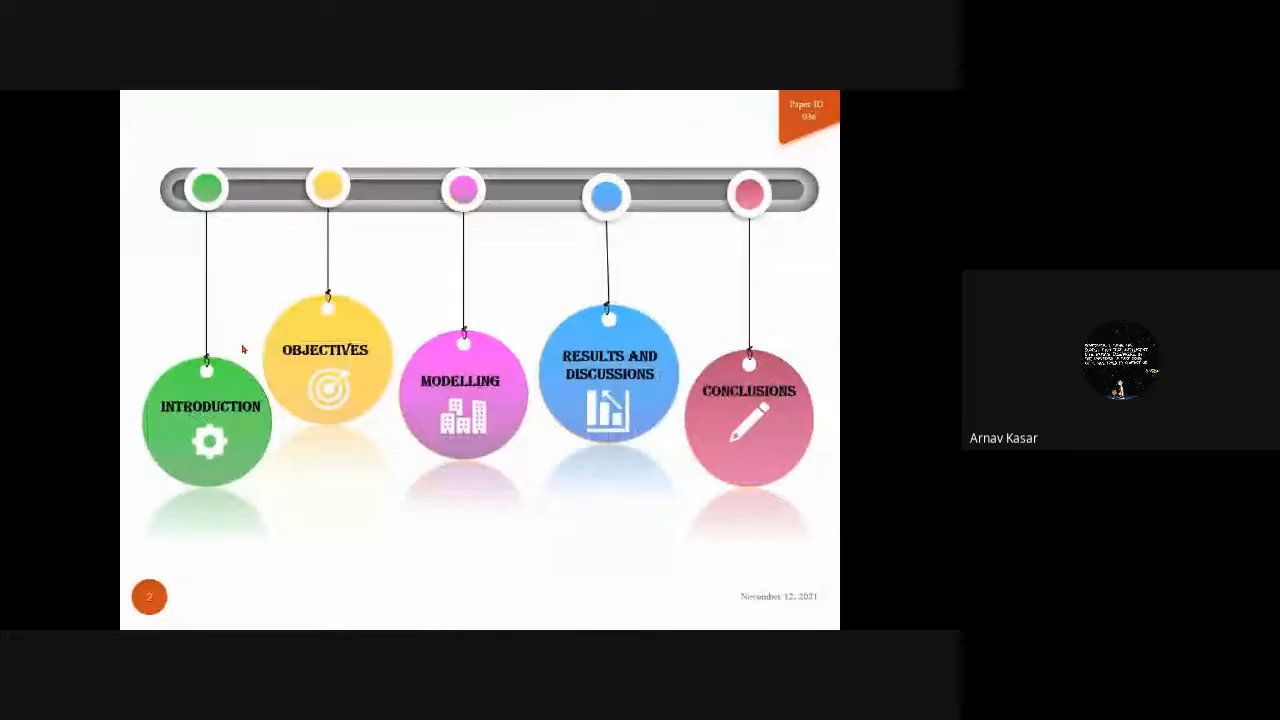 Paper ID
036
INTRODUCTION
OBJECTIVES
MODELLING
RESULTS AND
DISCUSSIONS
CONCLUSIONS
2
November 12, 2021
Arnav Kasar